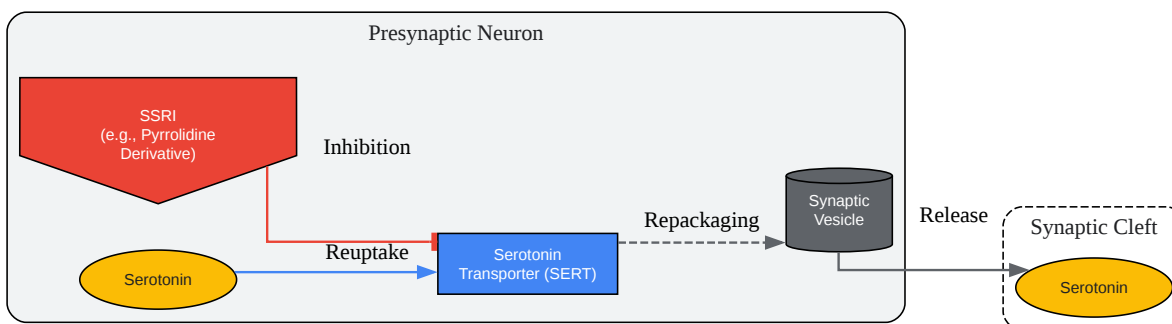 Presynaptic Neuron
SSRI
(e.g., Pyrrolidine
Derivative)
Inhibition
Reuptake
Serotonin
Serotonin
Transporter (SERT)
Repackaging
Synaptic
Vesicle
Release
Synaptic Cleft
Serotonin